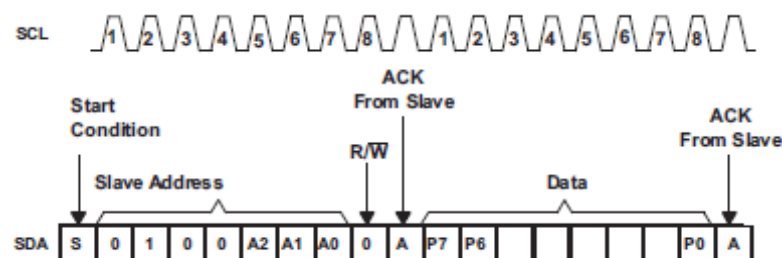 SCL 1 2 3 4 5 6 7 8 1 2 3 4 5 6 7 8
ACK
From Slave
Start
Condition
ACK
From Slave
R/W̅
Slave Address
Data
SDA S 0 1 0 0 A2 A1 A0 0 A P7 P6 P0 A